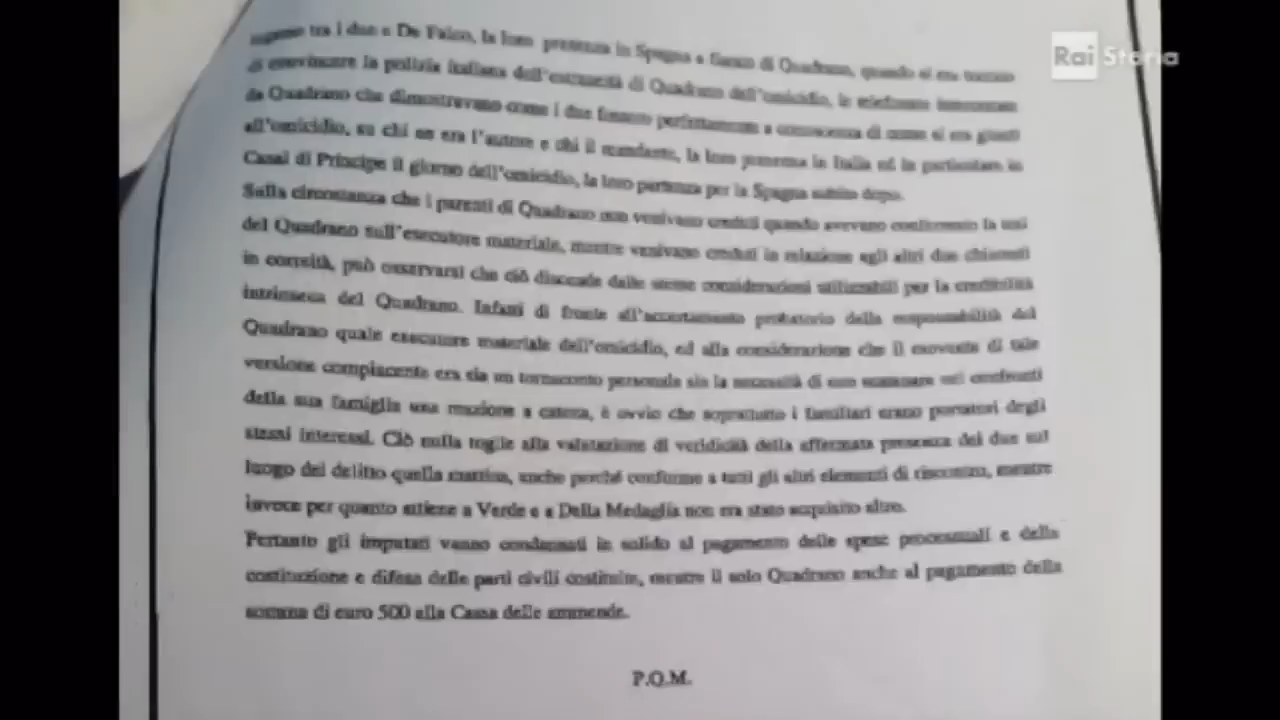 Rai Storia
tra i due e De Falco, la loro presenza in Spagna a fianco di Quadrano, quando si era tentato
di convincere la polizia italiana dell'estraneità di Quadrano dall'omicidio, le telefonate intercettate
da Quadrano che dimostravano come i due fossero perfettamente a conoscenza di come si era giunti
all'omicidio, su chi ne era l'autore e chi il mandante, la loro presenza in Italia ed in particolare in
Casal di Principe il giorno dell'omicidio, la loro partenza per la Spagna subito dopo.
Sulla circostanza che i parenti di Quadrano non venivano creduti quando avevano confermato la tesi
del Quadrano sull'esecutore materiale, mentre venivano creduti in relazione agli altri due chiamati
in correità, può osservarsi che ciò discende dalle stesse considerazioni utilizzabili per la credibilità
intrinseca del Quadrano. Infatti di fronte all'accertamento probatorio della responsabilità del
Quadrano quale esecutore materiale dell'omicidio, ed alla considerazione che il movente di tale
versione compiacente era sia un tornaconto personale sia la necessità di non scatenare nei confronti
della sua famiglia una reazione a catena, è ovvio che soprattutto i familiari erano portatori degli
stessi interessi. Ciò nulla toglie alla valutazione di veridicità della affermata presenza dei due sul
luogo del delitto quella mattina, anche perché conforme a tutti gli altri elementi di riscontro, mentre
invece per quanto attiene a Verde e a Della Medaglia non era stato acquisito altro.
Pertanto gli imputati vanno condannati in solido al pagamento delle spese processuali e della
costituzione e difesa delle parti civili costituite, mentre il solo Quadrano anche al pagamento della
somma di euro 500 alla Cassa delle ammende.
P.Q.M.